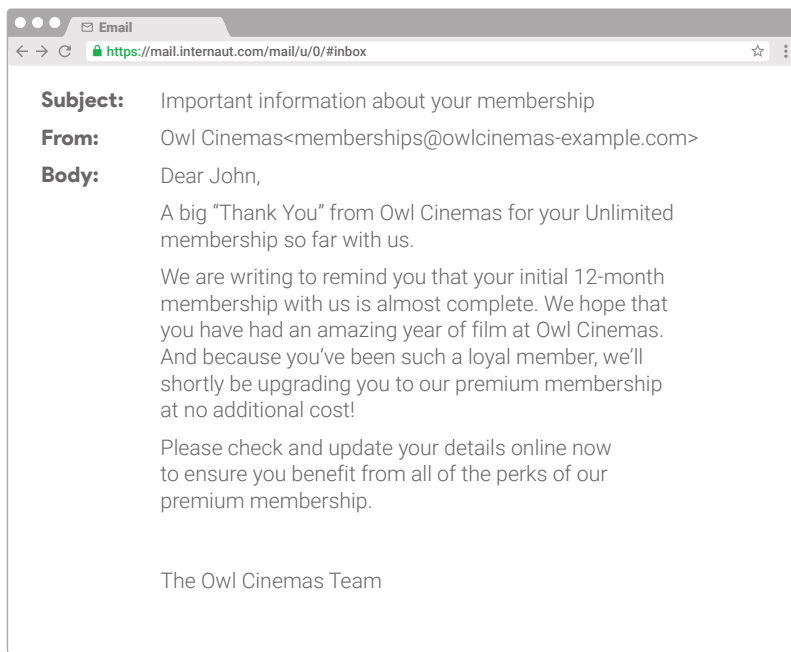 Email
https://mail.internaut.com/mail/u/0/#inbox
Subject: Important information about your membership
From: Owl Cinemas<memberships@owlcinemas-example.com>
Body: Dear John,
A big “Thank You” from Owl Cinemas for your Unlimited
membership so far with us.
We are writing to remind you that your initial 12-month
membership with us is almost complete. We hope that
you have had an amazing year of film at Owl Cinemas.
And because you’ve been such a loyal member, we’ll
shortly be upgrading you to our premium membership
at no additional cost!
Please check and update your details online now
to ensure you benefit from all of the perks of our
premium membership.
The Owl Cinemas Team